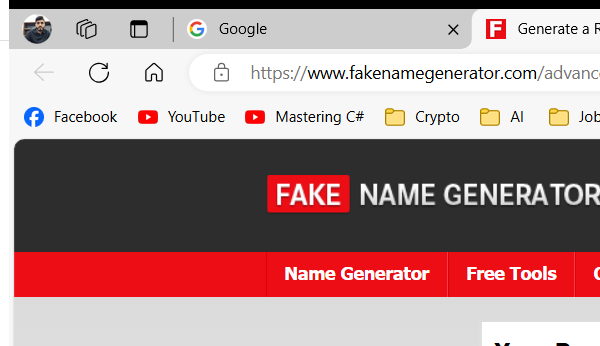 Google
Generate a R
https://www.fakenamegenerator.com/advanc
Facebook YouTube Mastering C# Crypto AI Job
FAKE NAME GENERATOR
Name Generator Free Tools